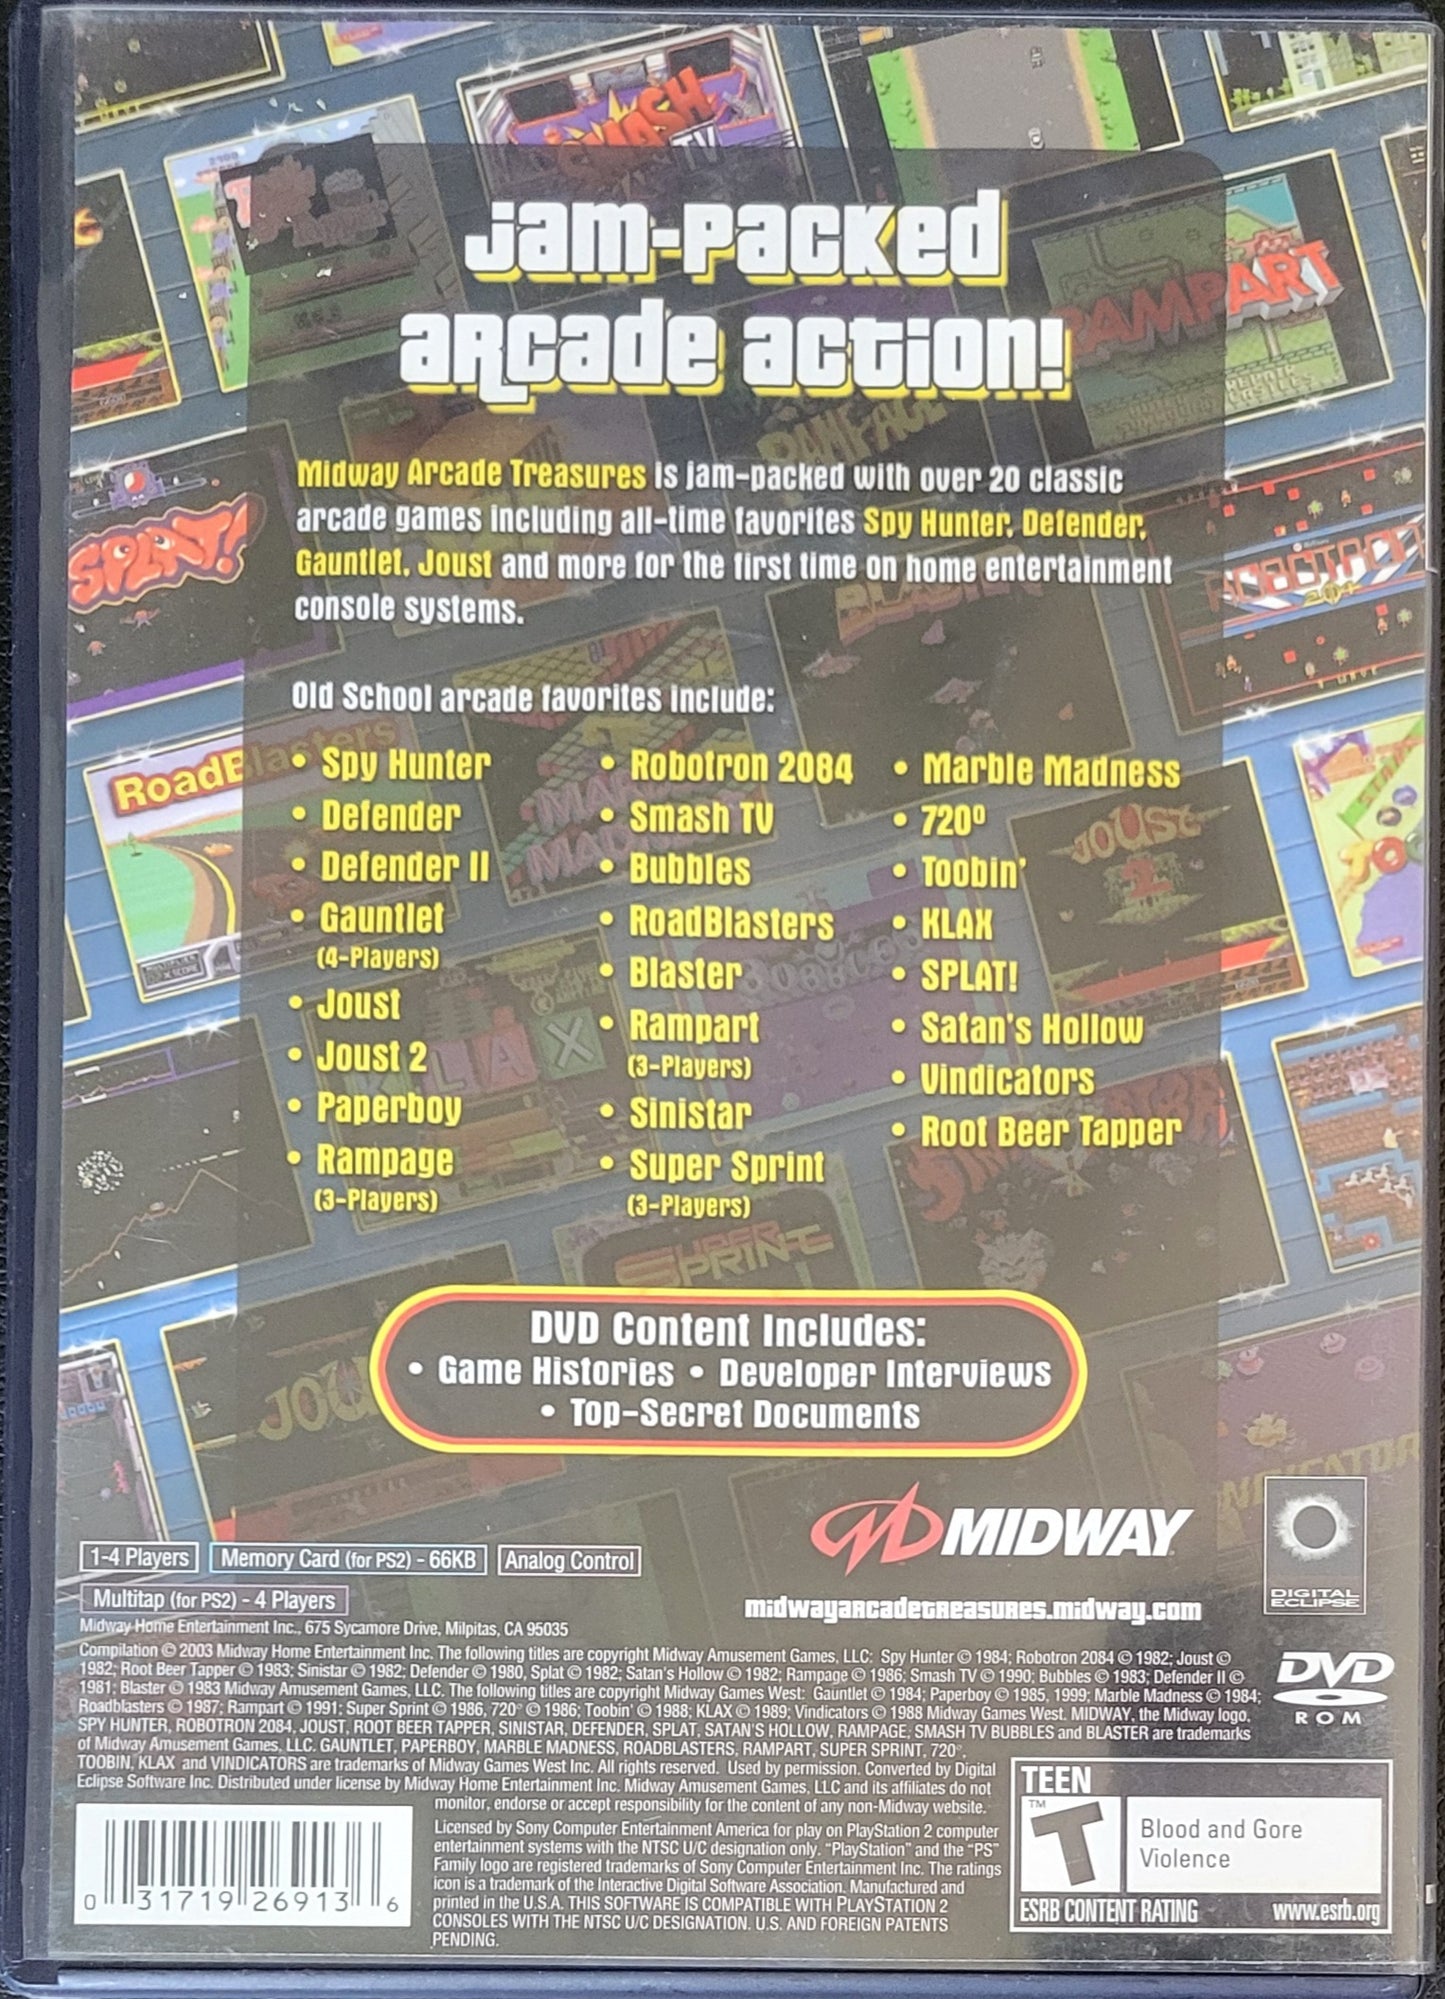 SMASH
TV
RAMPART
Jam-Packed
Arcade Action!
Midway Arcade Treasures is jam-packed with over 20 classic
arcade games including all-time favorites Spy Hunter, Defender,
Gauntlet, Joust and more for the first time on home entertainment
console systems.
SPLAT!
ROBOTRON
2084
Old School arcade favorites include:
RoadBlasters
• Spy Hunter
• Defender
• Defender II
• Gauntlet
(4-Players)
• Joust
• Joust 2
• Paperboy
• Rampage
(3-Players)
• Robotron 2084
• Smash TV
• Bubbles
• RoadBlasters
• Blaster
• Rampart
(3-Players)
• Sinistar
• Super Sprint
(3-Players)
• Marble Madness
• 720º
• Toobin'
• KLAX
• SPLAT!
• Satan's Hollow
• Vindicators
• Root Beer Tapper
JOUST
2
KLAX
SUPER
SPRINT
DVD Content Includes:
• Game Histories • Developer Interviews
• Top-Secret Documents
MIDWAY
midwayarcadetreasures.midway.com
DIGITAL
ECLIPSE
1-4 Players
Memory Card (for PS2) - 66KB
Analog Control
Multitap (for PS2) - 4 Players
Midway Home Entertainment Inc., 675 Sycamore Drive, Milpitas, CA 95035
Compilation © 2003 Midway Home Entertainment Inc. The following titles are copyright Midway Amusement Games, LLC: Spy Hunter © 1984; Robotron 2084 © 1982; Joust ©
1982; Root Beer Tapper © 1983; Sinistar © 1982; Defender © 1980, Splat © 1982; Satan's Hollow © 1982; Rampage © 1986; Smash TV © 1990; Bubbles © 1983; Defender II ©
1981; Blaster © 1983 Midway Amusement Games, LLC. The following titles are copyright Midway Games West: Gauntlet © 1984; Paperboy © 1985, 1999; Marble Madness © 1984;
Roadblasters © 1987; Rampart © 1991; Super Sprint © 1986, 720° © 1986; Toobin' © 1988; KLAX © 1989; Vindicators © 1988 Midway Games West. MIDWAY, the Midway logo,
SPY HUNTER, ROBOTRON 2084, JOUST, ROOT BEER TAPPER, SINISTAR, DEFENDER, SPLAT, SATAN'S HOLLOW, RAMPAGE, SMASH TV BUBBLES and BLASTER are trademarks
of Midway Amusement Games, LLC. GAUNTLET, PAPERBOY, MARBLE MADNESS, ROADBLASTERS, RAMPART, SUPER SPRINT, 720°,
TOOBIN, KLAX and VINDICATORS are trademarks of Midway Games West Inc. All rights reserved. Used by permission. Converted by Digital
Eclipse Software Inc. Distributed under license by Midway Home Entertainment Inc. Midway Amusement Games, LLC and its affiliates do not
monitor, endorse or accept responsibility for the content of any non-Midway website.
Licensed by Sony Computer Entertainment America for play on PlayStation 2 computer
entertainment systems with the NTSC U/C designation only. "PlayStation" and the "PS"
Family logo are registered trademarks of Sony Computer Entertainment Inc. The ratings
icon is a trademark of the Interactive Digital Software Association. Manufactured and
printed in the U.S.A. THIS SOFTWARE IS COMPATIBLE WITH PLAYSTATION 2
CONSOLES WITH THE NTSC U/C DESIGNATION. U.S. AND FOREIGN PATENTS
PENDING.
DVD
ROM
0 31719 26913 6
TEEN
T
TM
Blood and Gore
Violence
ESRB CONTENT RATING www.esrb.org